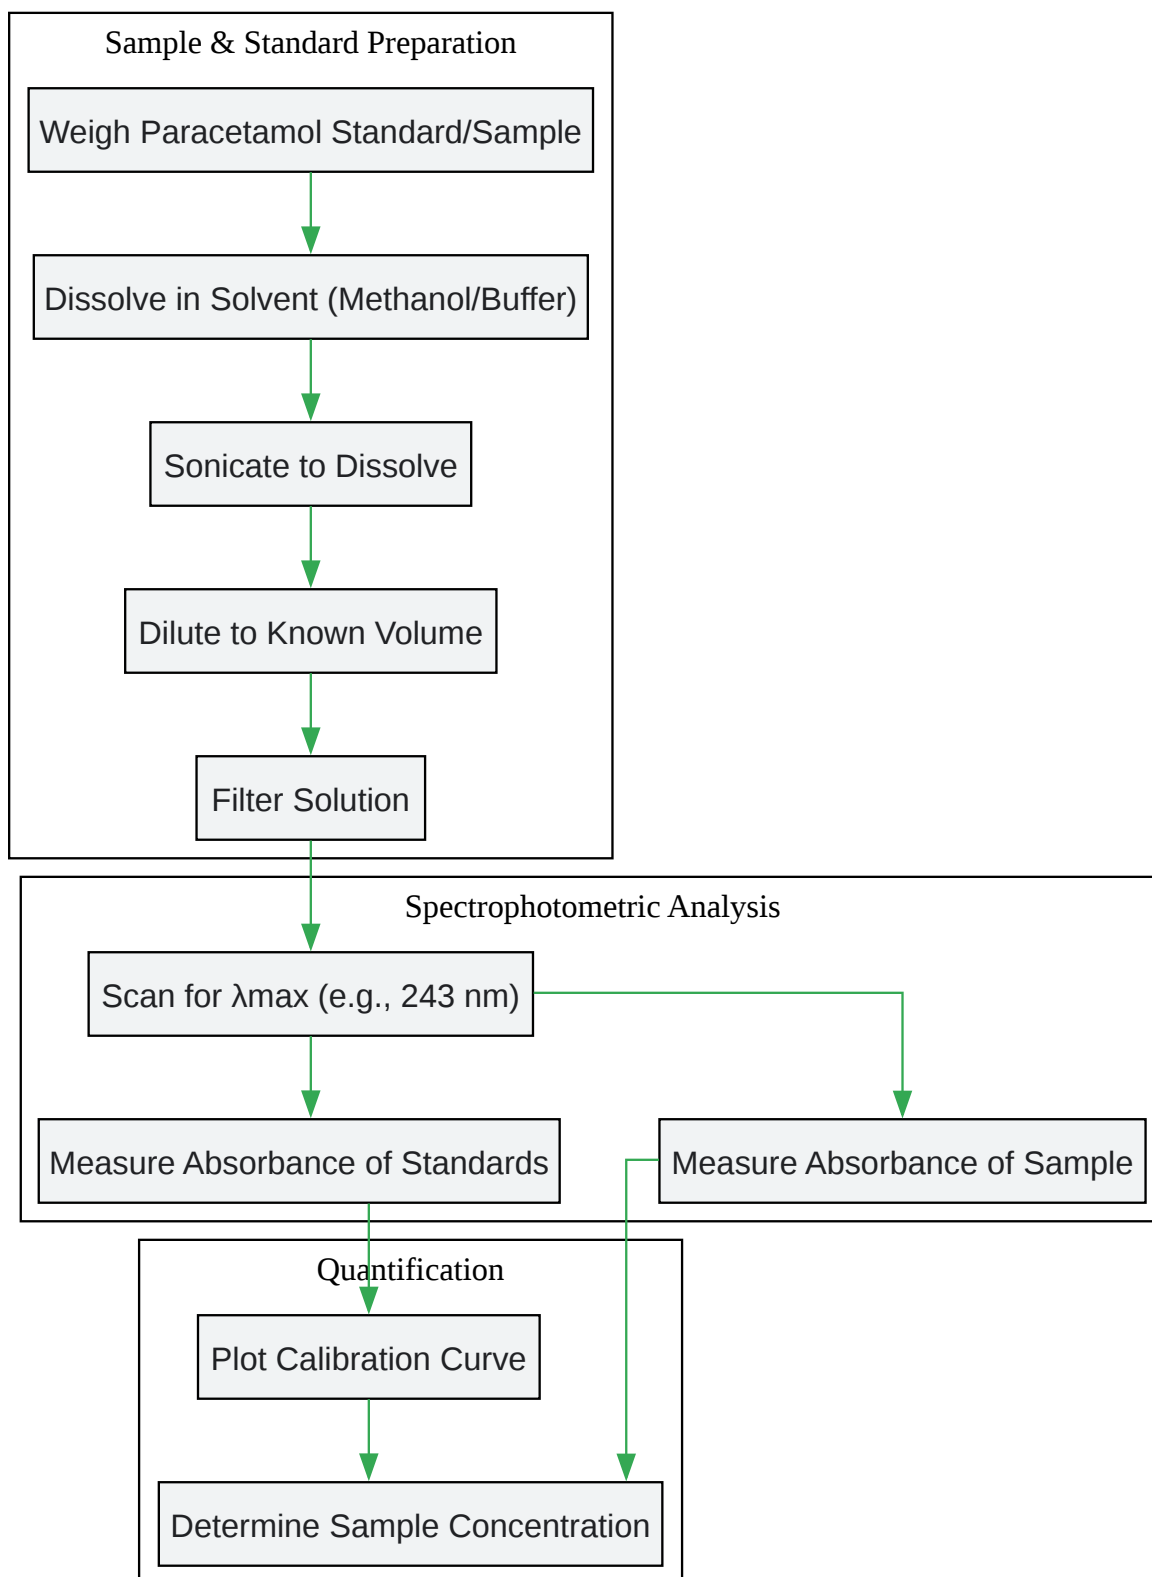 Sample & Standard Preparation
Weigh Paracetamol Standard/Sample
Dissolve in Solvent (Methanol/Buffer)
Sonicate to Dissolve
Dilute to Known Volume
Filter Solution
Spectrophotometric Analysis
Scan for λmax (e.g., 243 nm)
Measure Absorbance of Standards
Measure Absorbance of Sample
Quantification
Plot Calibration Curve
Determine Sample Concentration